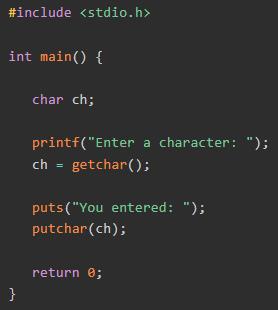 #include <stdio.h>
int main() {
char ch;
printf("Enter a character: ");
ch = getchar();
puts("You entered: ");
putchar(ch);
return 0;
}